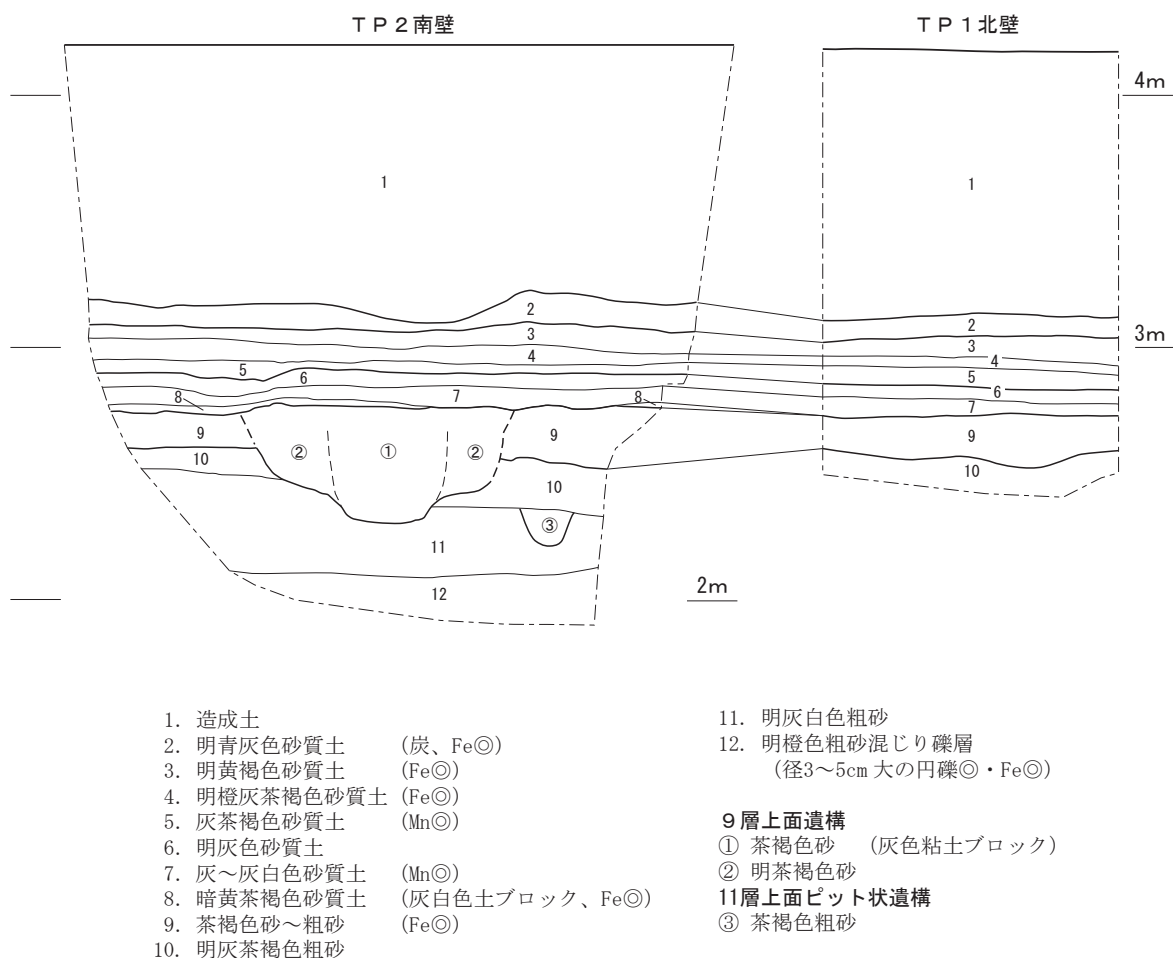 ＴＰ２南壁
ＴＰ１北壁
4m
1
1
2
2
3
3m
3
4
4
5
5
6
6
7
7
8
8
9
9
9
②
①
②
10
10
10
③
11
12
2m
1. 造成土
2. 明青灰色砂質土 (炭、Fe◎)
3. 明黄褐色砂質土 (Fe◎)
4. 明橙灰茶褐色砂質土 (Fe◎)
5. 灰茶褐色砂質土 (Mn◎)
6. 明灰色砂質土
7. 灰～灰白色砂質土 (Mn◎)
8. 暗黄茶褐色砂質土 (灰白色土ブロック、Fe◎)
9. 茶褐色砂～粗砂 (Fe◎)
10. 明灰茶褐色粗砂
11. 明灰白色粗砂
12. 明橙色粗砂混じり礫層
(径3～5cm 大の円礫◎・Fe◎)
９層上面遺構
① 茶褐色砂 (灰色粘土ブロック)
② 明茶褐色砂
11層上面ピット状遺構
③ 茶褐色粗砂